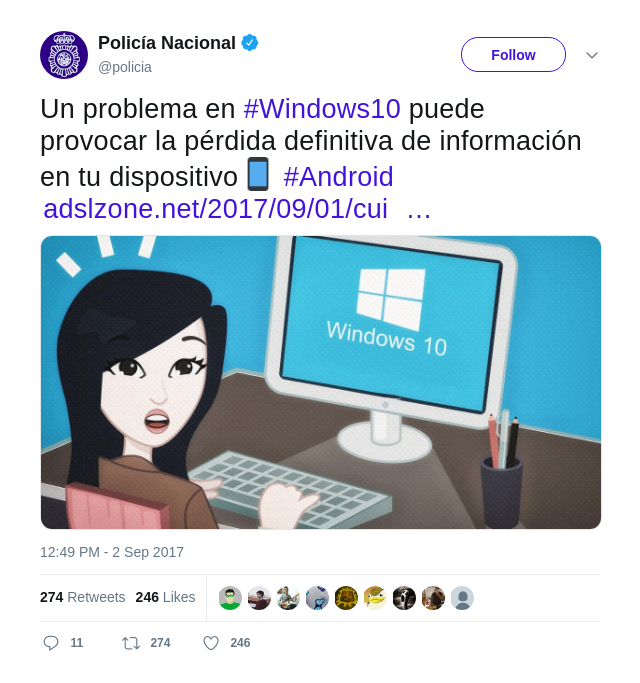 Policía Nacional
@policia
Follow
Un problema en #Windows10 puede
provocar la pérdida definitiva de información
en tu dispositivo #Android
adslzone.net/2017/09/01/cui …
Windows 10
12:49 PM - 2 Sep 2017
274 Retweets 246 Likes
11 274 246